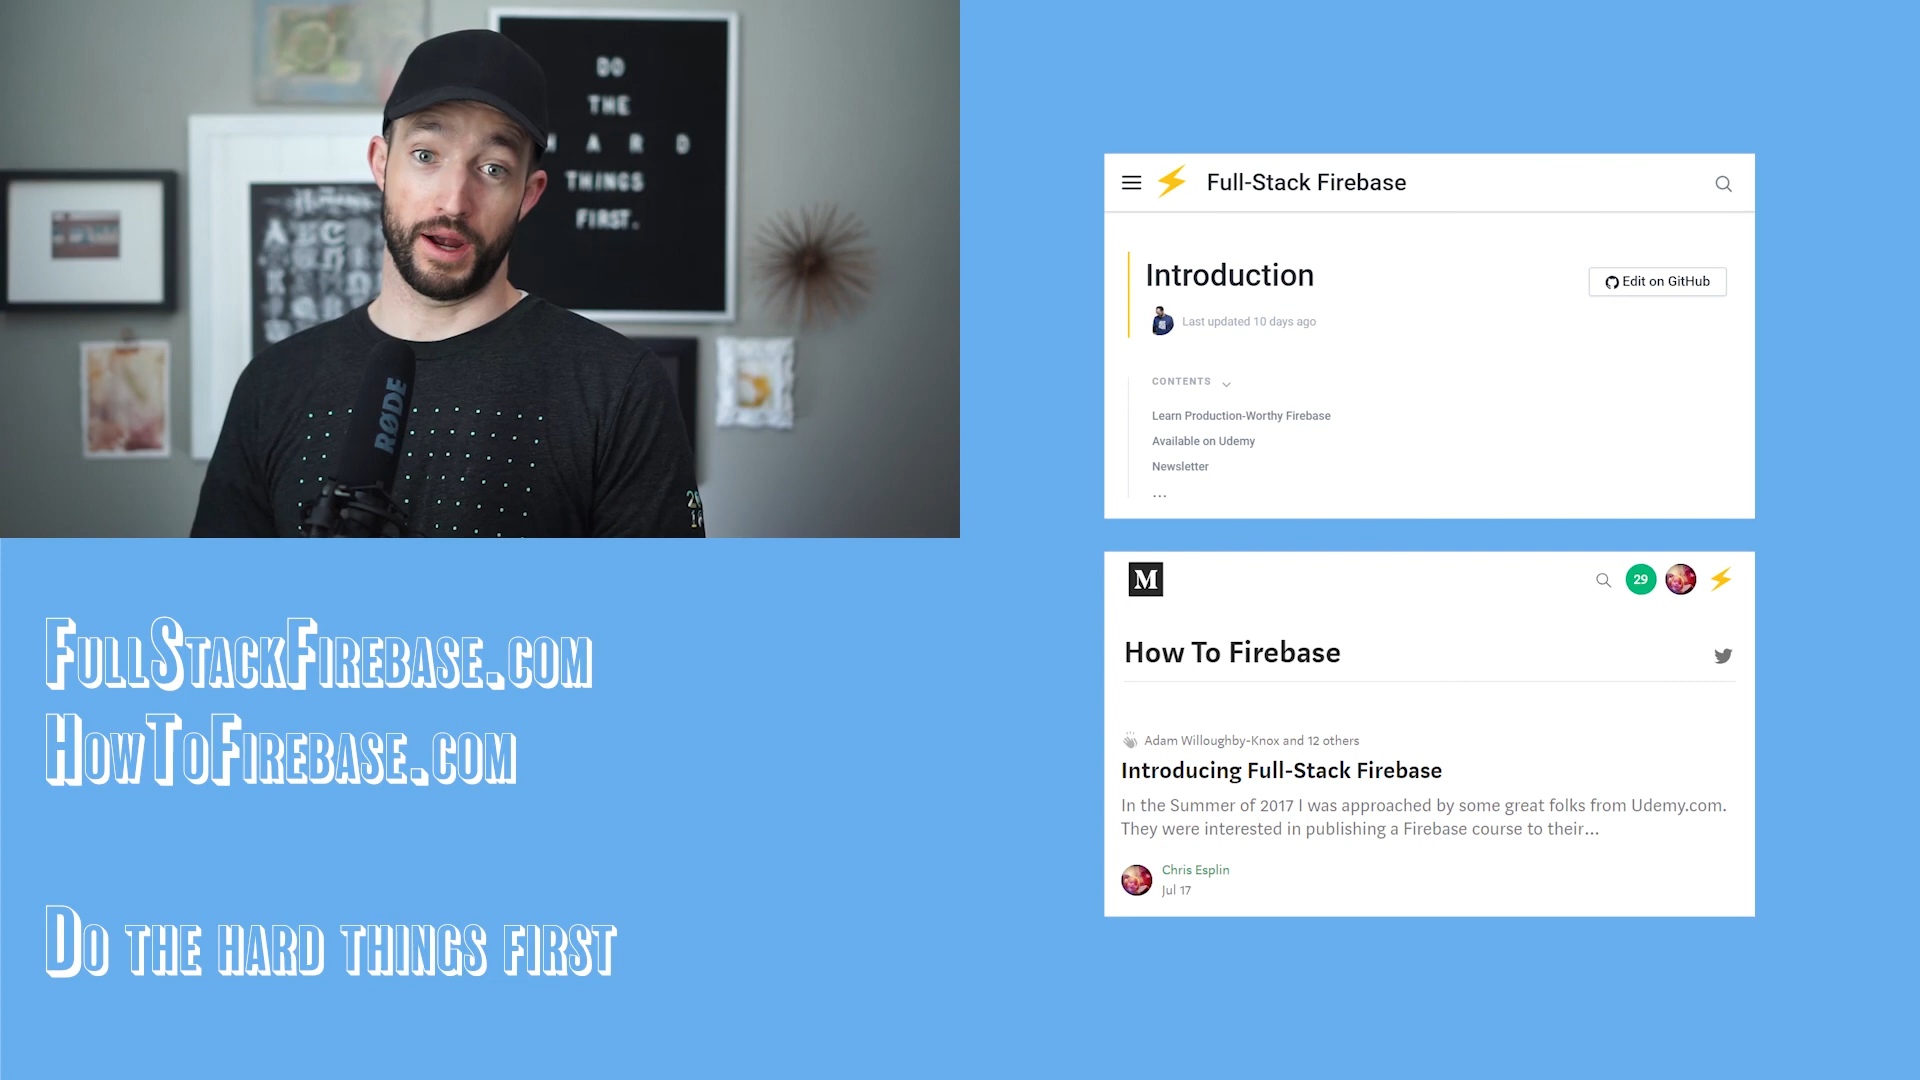 DO
THE
HARD
THINGS
FIRST.
RØDE
FullStackFirebase.com
HowToFirebase.com
Do the hard things first
Full-Stack Firebase
Introduction
Edit on GitHub
Last updated 10 days ago
CONTENTS
Learn Production-Worthy Firebase
Available on Udemy
Newsletter
...
M
29
How To Firebase
Adam Willoughby-Knox and 12 others
Introducing Full-Stack Firebase
In the Summer of 2017 I was approached by some great folks from Udemy.com.
They were interested in publishing a Firebase course to their...
Chris Esplin
Jul 17